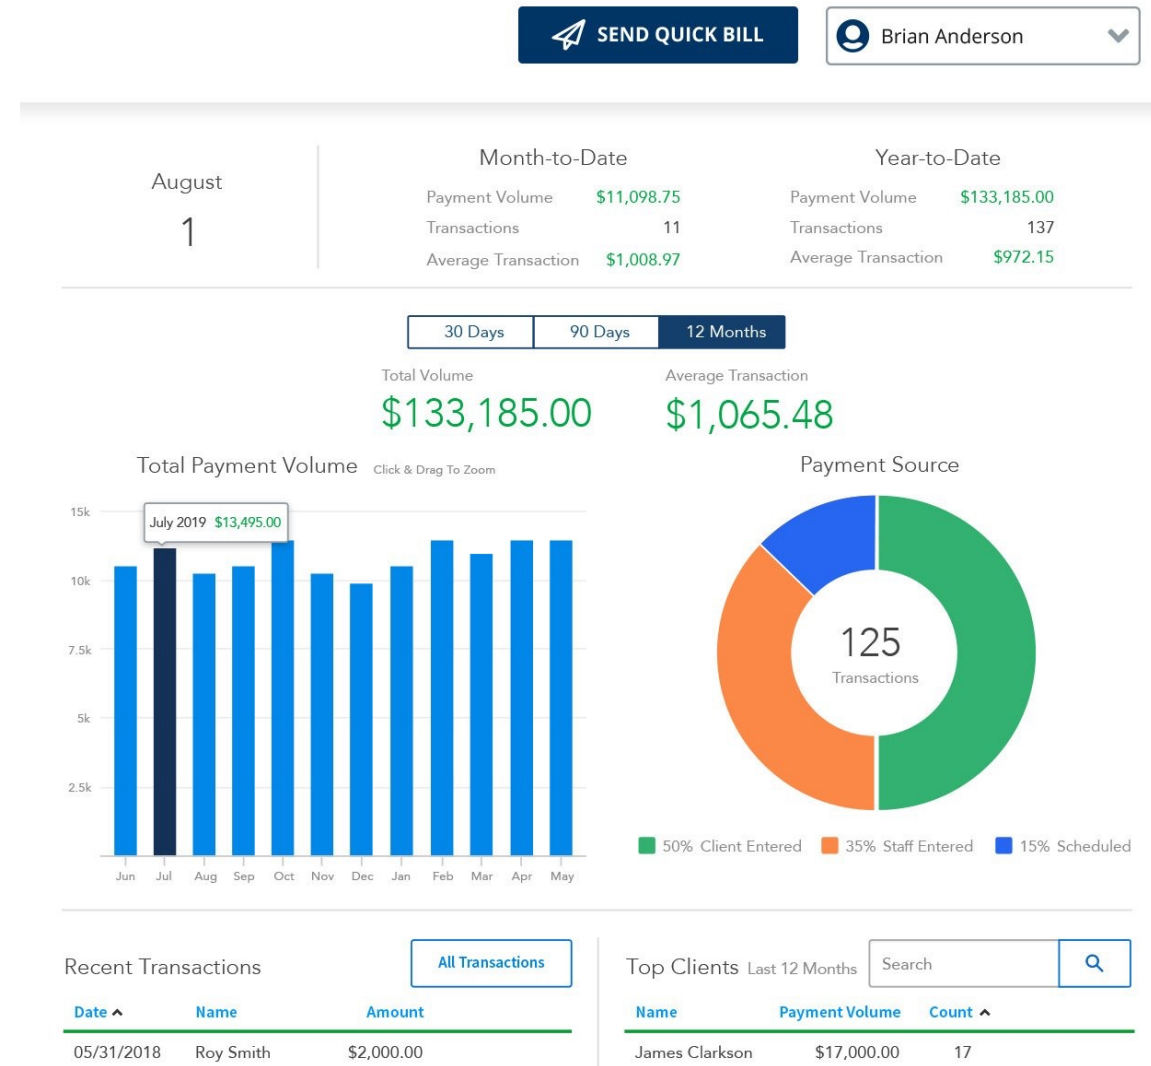 SEND QUICK BILL
Brian Anderson
August
1
Month-to-Date
Payment Volume $11,098.75
Transactions 11
Average Transaction $1,008.97
Year-to-Date
Payment Volume $133,185.00
Transactions 137
Average Transaction $972.15
30 Days 90 Days 12 Months
Total Volume
$133,185.00
Average Transaction
$1,065.48
Total Payment Volume Click & Drag To Zoom
July 2019 $13,495.00
15k
10k
7.5k
5k
2.5k
Jun Jul Aug Sep Oct Nov Dec Jan Feb Mar Apr May
Payment Source
125
Transactions
50% Client Entered 35% Staff Entered 15% Scheduled
Recent Transactions All Transactions
Date Name Amount
05/31/2018 Roy Smith $2,000.00
Top Clients Last 12 Months Search
Name Payment Volume Count
James Clarkson $17,000.00 17